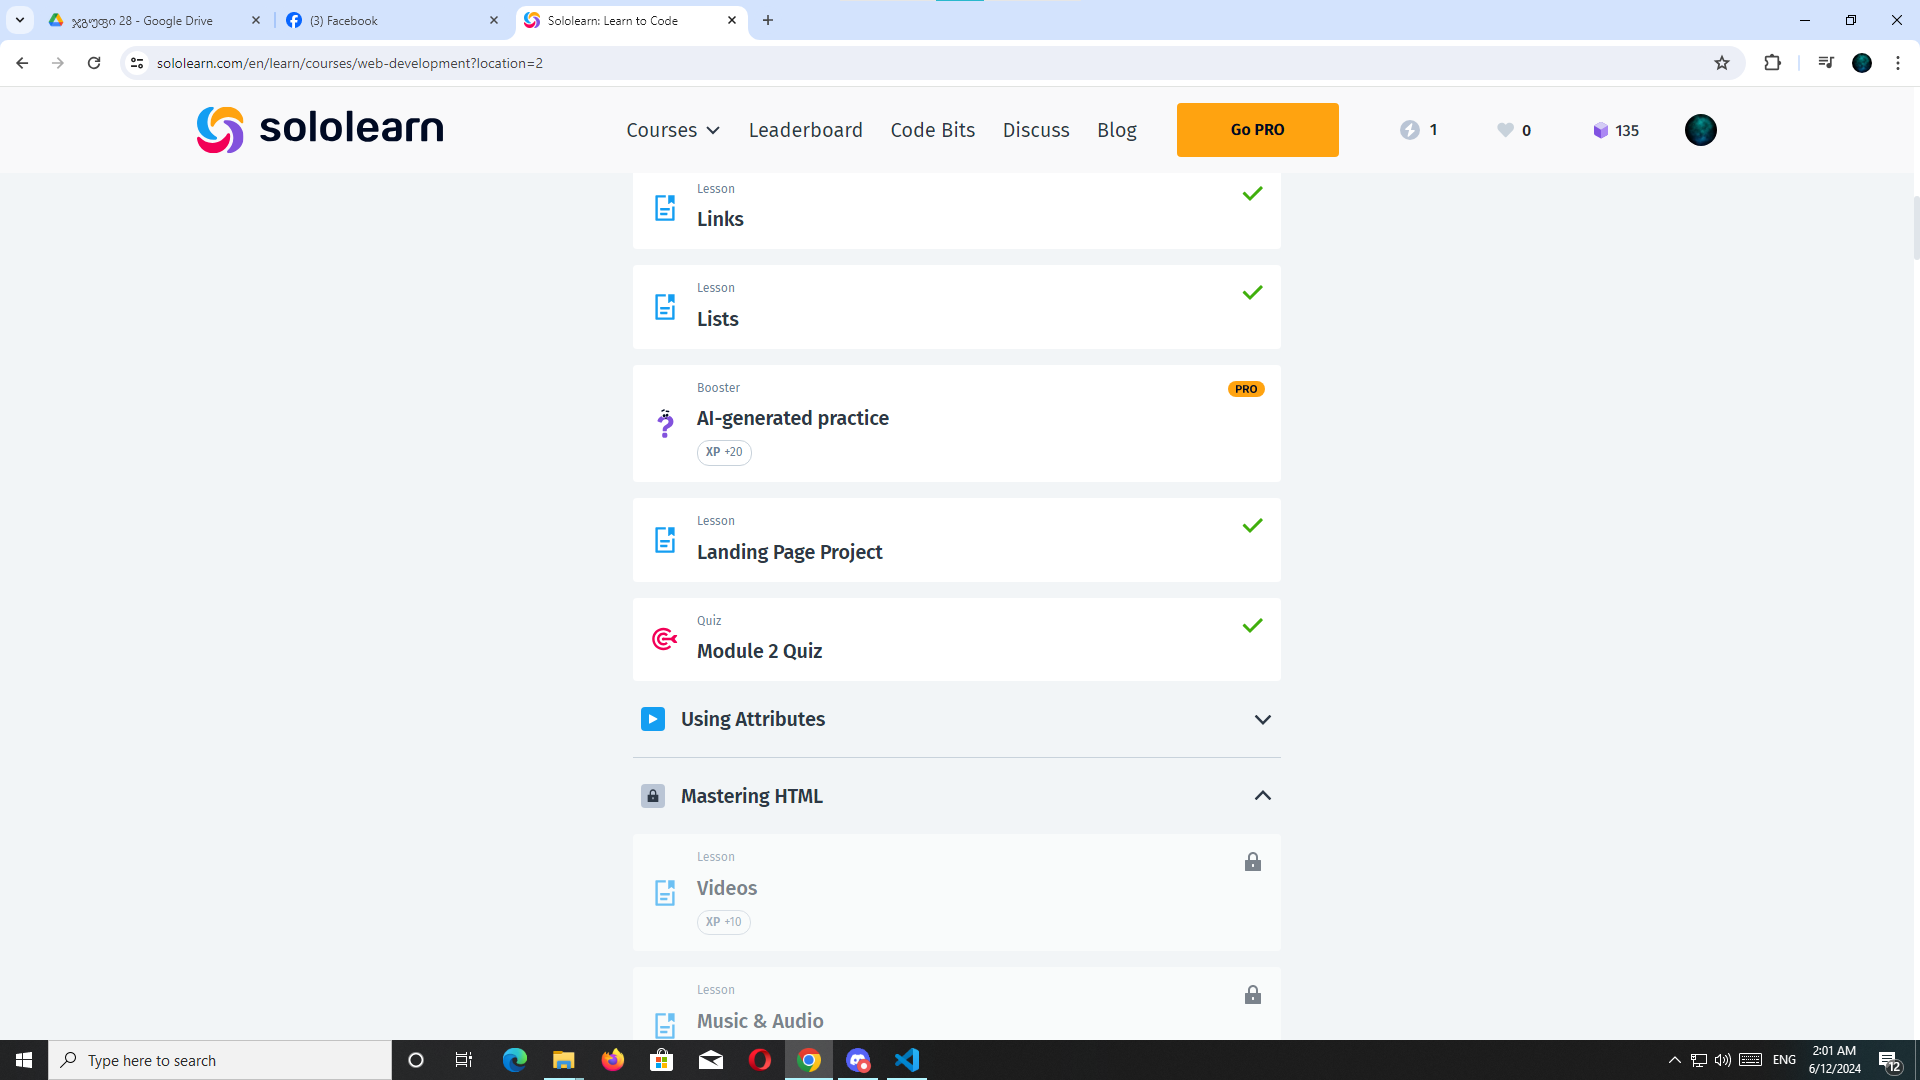 ჯგუფი 28 - Google Drive
(3) Facebook
Sololearn: Learn to Code
sololearn.com/en/learn/courses/web-development?location=2
sololearn
Courses
Leaderboard
Code Bits
Discuss
Blog
Go PRO
1
0
135
Lesson
Links
Lesson
Lists
Booster
PRO
AI-generated practice
XP +20
Lesson
Landing Page Project
Quiz
Module 2 Quiz
Using Attributes
Mastering HTML
Lesson
Videos
XP +10
Lesson
Music & Audio
Type here to search
ENG
2:01 AM
6/12/2024
12